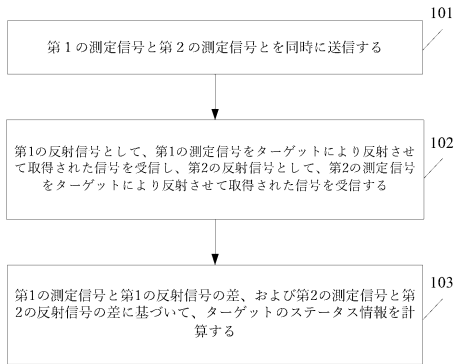 101
第１の測定信号と第２の測定信号とを同時に送信する
102
第1の反射信号として、第1の測定信号をターゲットにより反射させ
て取得された信号を受信し、第2の反射信号として、第2の測定信号
をターゲットにより反射させて取得された信号を受信する
103
第1の測定信号と第1の反射信号の差、および第2の測定信号と第
2の反射信号の差に基づいて、ターゲットのステータス情報を計
算する